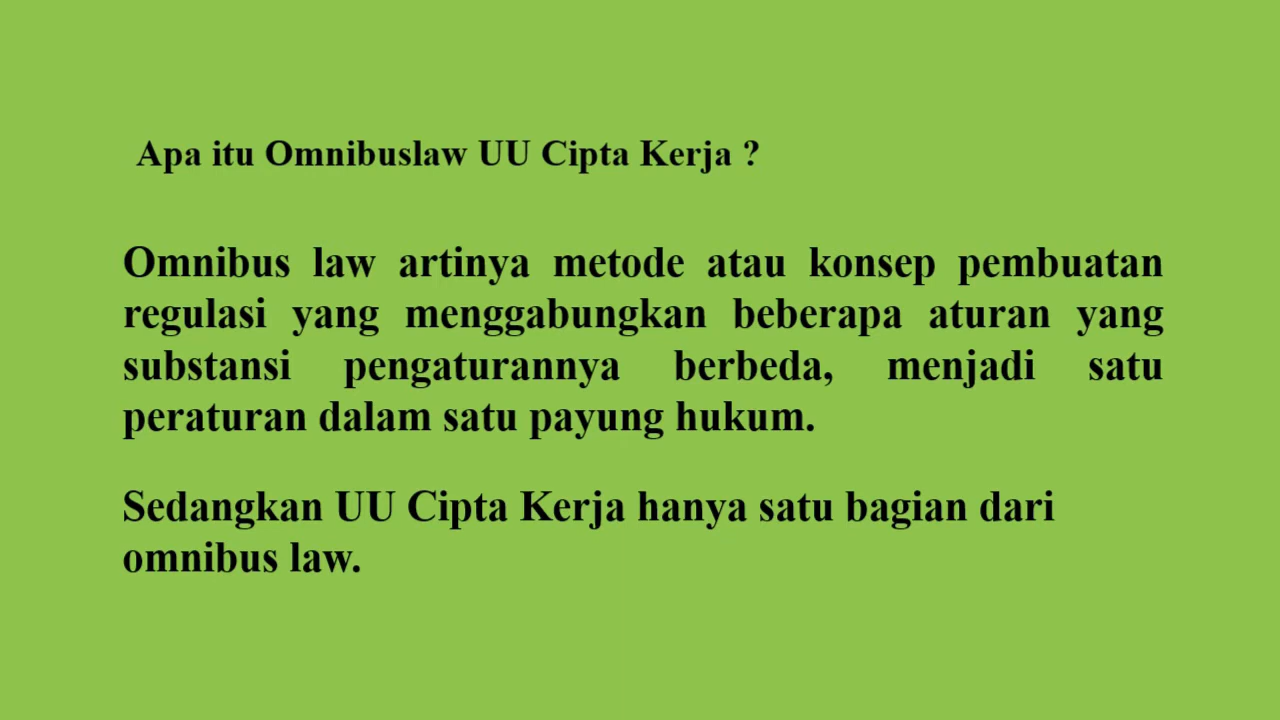 Apa itu Omnibuslaw UU Cipta Kerja ?
Omnibus law artinya metode atau konsep pembuatan
regulasi yang menggabungkan beberapa aturan yang
substansi pengaturannya berbeda, menjadi satu
peraturan dalam satu payung hukum.
Sedangkan UU Cipta Kerja hanya satu bagian dari
omnibus law.